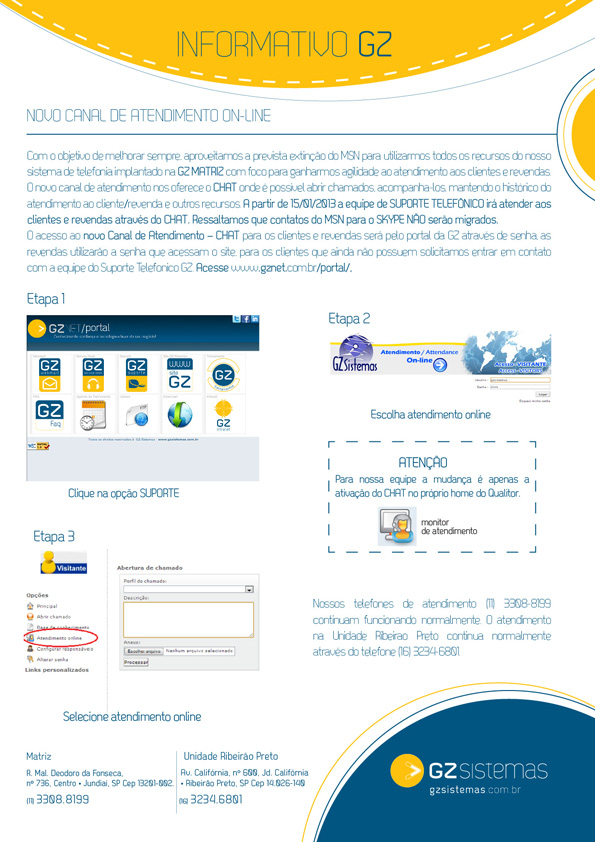 INFORMATIVO GZ
NOVO CANAL DE ATENDIMENTO ON-LINE
Com o objetivo de melhorar sempre, aproveitamos a prevista extinção do MSN para utilizarmos todos os recursos do nosso
sistema de telefonia implantado na GZ MATRIZ com foco para ganharmos agilidade ao atendimento aos clientes e revendas.
O novo canal de atendimento nos oferece o CHAT onde é possivel abrir chamados, acompanha-los, mantendo o histórico do
atendimento ao cliente/revenda e outros recursos. A partir de 15/01/2013 a equipe de SUPORTE TELEFÔNICO irá atender aos
clientes e revendas através do CHAT. Ressaltamos que contatos do MSN para o SKYPE NÃO serão migrados.
O acesso ao novo Canal de Atendimento – CHAT para os clientes e revendas será pelo portal da GZ através de senha, as
revendas utilizarão a senha que acessam o site, para os clientes que ainda não possuem solicitamos entrar em contato
com a equipe do Suporte Telefonico GZ. Acesse www.gznet.com.br/portal/.
Etapa 1
GZ NET/portal
GZ
GZ
GZ
WWW
site
GZ
GZ
GZ
Faq
GZ
Clique na opção SUPORTE
Etapa 2
GZSistemas
Atendimento / Attendance
On-line
Acesso - VISITANTE
Access - VISITORS
Usuário:
Senha:
Escolha atendimento online
ATENÇÃO
Para nossa equipe a mudança é apenas a
ativação do CHAT no próprio home do Qualitor.
monitor
de atendimento
Etapa 3
Visitante
Opções
Principal
Abrir chamado
Base de conhecimento
Atendimento online
Configurar responsáveis
Alterar senha
Links personalizados
Abertura de chamado
Perfil do chamado:
Descrição:
Anexo:
Escolher arquivo Nenhum arquivo selecionado
Processar
Selecione atendimento online
Nossos telefones de atendimento (11) 3308-8199
continuam funcionando normalmente. O atendimento
na Unidade Ribeirao Preto continua normalmente
através do telefone (16) 3234-6801.
Matriz
R. Mal. Deodoro da Fonseca,
nº 736, Centro • Jundiaí, SP Cep 13201-002.
(11) 3308.8199
Unidade Ribeirão Preto
Av. Califórnia, nº 600, Jd. Califórnia
• Ribeirão Preto, SP Cep 14.026-140
(16) 3234.6801
GZ sistemas
gzsistemas.com.br